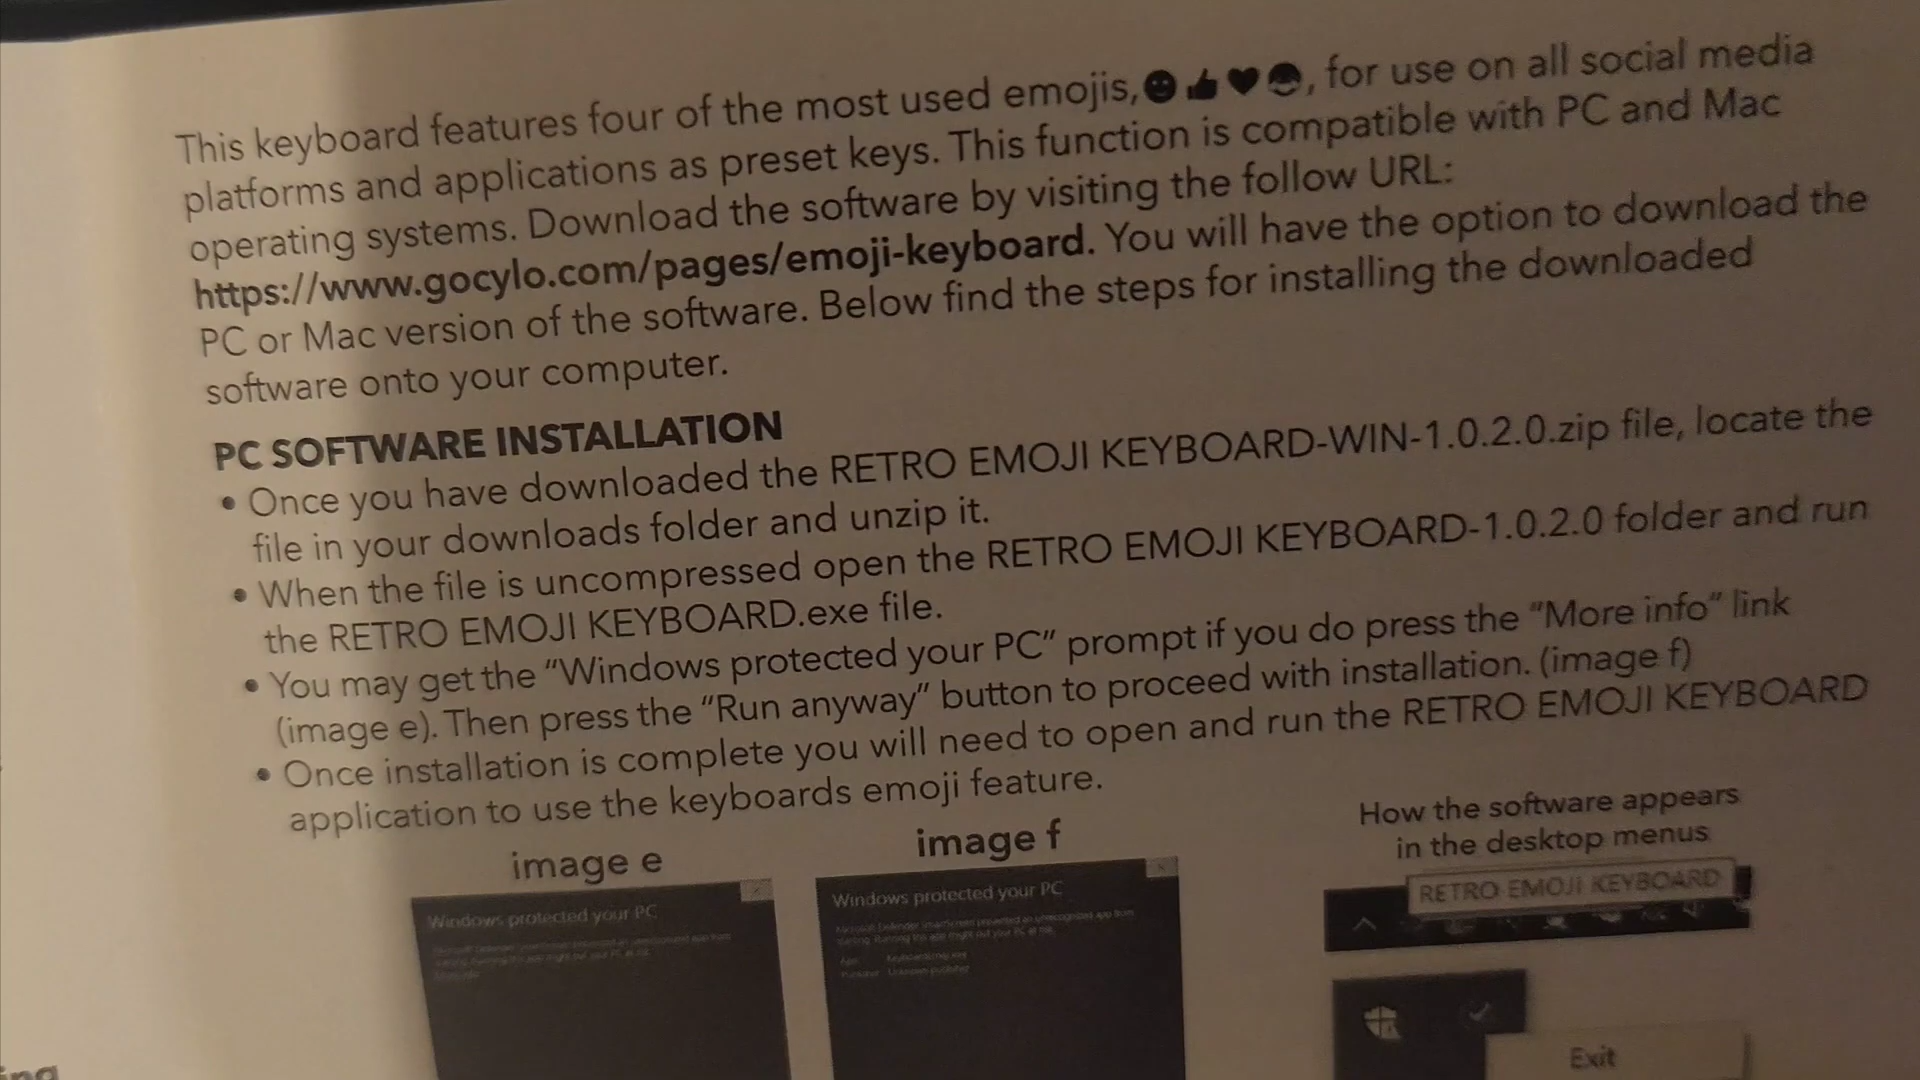 This keyboard features four of the most used emojis, 😀👍♥😂, for use on all social media
platforms and applications as preset keys. This function is compatible with PC and Mac
operating systems. Download the software by visiting the follow URL:
https://www.gocylo.com/pages/emoji-keyboard. You will have the option to download the
PC or Mac version of the software. Below find the steps for installing the downloaded
software onto your computer.
PC SOFTWARE INSTALLATION
• Once you have downloaded the RETRO EMOJI KEYBOARD-WIN-1.0.2.0.zip file, locate the
file in your downloads folder and unzip it.
• When the file is uncompressed open the RETRO EMOJI KEYBOARD-1.0.2.0 folder and run
the RETRO EMOJI KEYBOARD.exe file.
• You may get the “Windows protected your PC” prompt if you do press the “More info” link
(image e). Then press the “Run anyway” button to proceed with installation. (image f)
• Once installation is complete you will need to open and run the RETRO EMOJI KEYBOARD
application to use the keyboards emoji feature.
image e
Windows protected your PC
image f
Windows protected your PC
How the software appears
in the desktop menus
RETRO EMOJI KEYBOARD
Exit